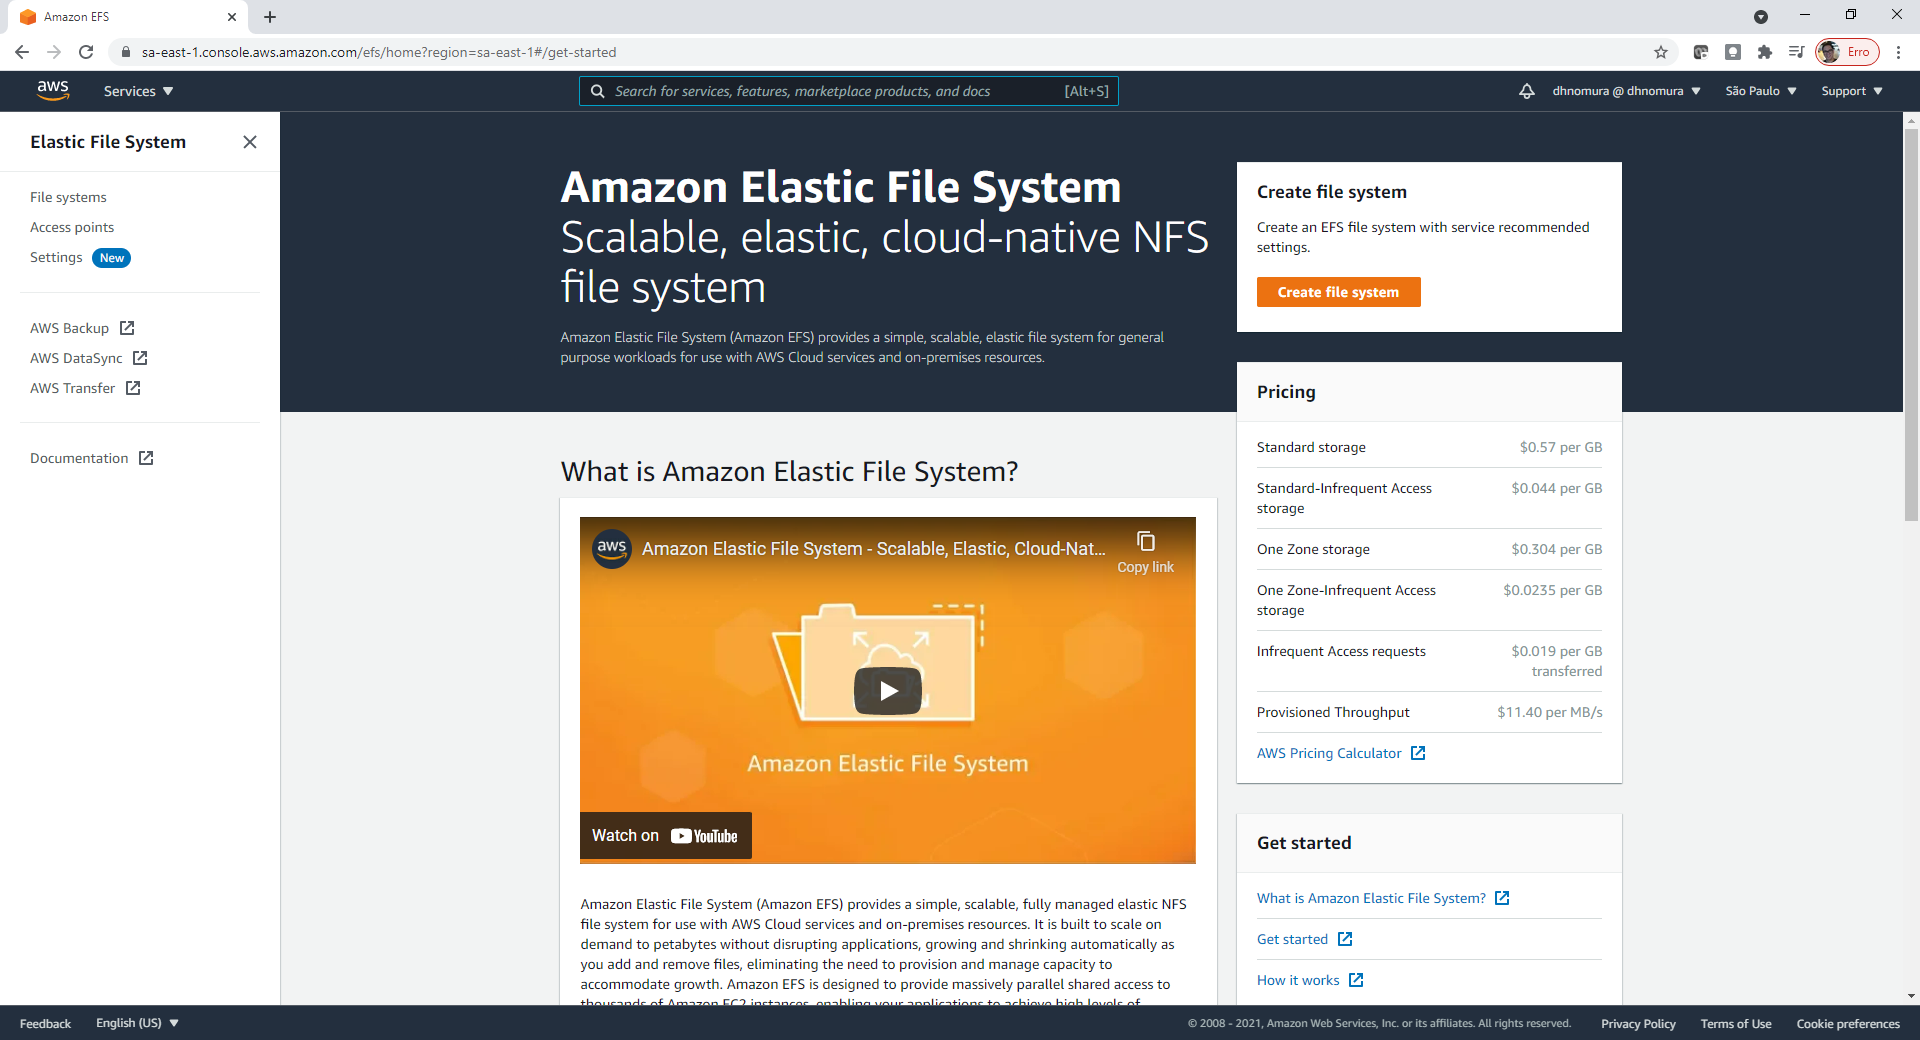 Amazon EFS
sa-east-1.console.aws.amazon.com/efs/home?region=sa-east-1#/get-started
Erro
aws
Services
Search for services, features, marketplace products, and docs
[Alt+S]
dhnomura @ dhnomura
São Paulo
Support
Elastic File System
File systems
Access points
Settings New
AWS Backup
AWS DataSync
AWS Transfer
Documentation
Amazon Elastic File System
Scalable, elastic, cloud-native NFS
file system
Amazon Elastic File System (Amazon EFS) provides a simple, scalable, elastic file system for general
purpose workloads for use with AWS Cloud services and on-premises resources.
What is Amazon Elastic File System?
aws
Amazon Elastic File System - Scalable, Elastic, Cloud-Nat...
Copy link
Amazon Elastic File System
Watch on YouTube
Amazon Elastic File System (Amazon EFS) provides a simple, scalable, fully managed elastic NFS
file system for use with AWS Cloud services and on-premises resources. It is built to scale on
demand to petabytes without disrupting applications, growing and shrinking automatically as
you add and remove files, eliminating the need to provision and manage capacity to
accommodate growth. Amazon EFS is designed to provide massively parallel shared access to
thousands of Amazon EC2 instances, enabling your applications to achieve high levels of
Create file system
Create an EFS file system with service recommended
settings.
Create file system
Pricing
Standard storage $0.57 per GB
Standard-Infrequent Access $0.044 per GB
storage
One Zone storage $0.304 per GB
One Zone-Infrequent Access $0.0235 per GB
storage
Infrequent Access requests $0.019 per GB
transferred
Provisioned Throughput $11.40 per MB/s
AWS Pricing Calculator
Get started
What is Amazon Elastic File System?
Get started
How it works
Feedback
English (US)
© 2008 - 2021, Amazon Web Services, Inc. or its affiliates. All rights reserved.
Privacy Policy
Terms of Use
Cookie preferences